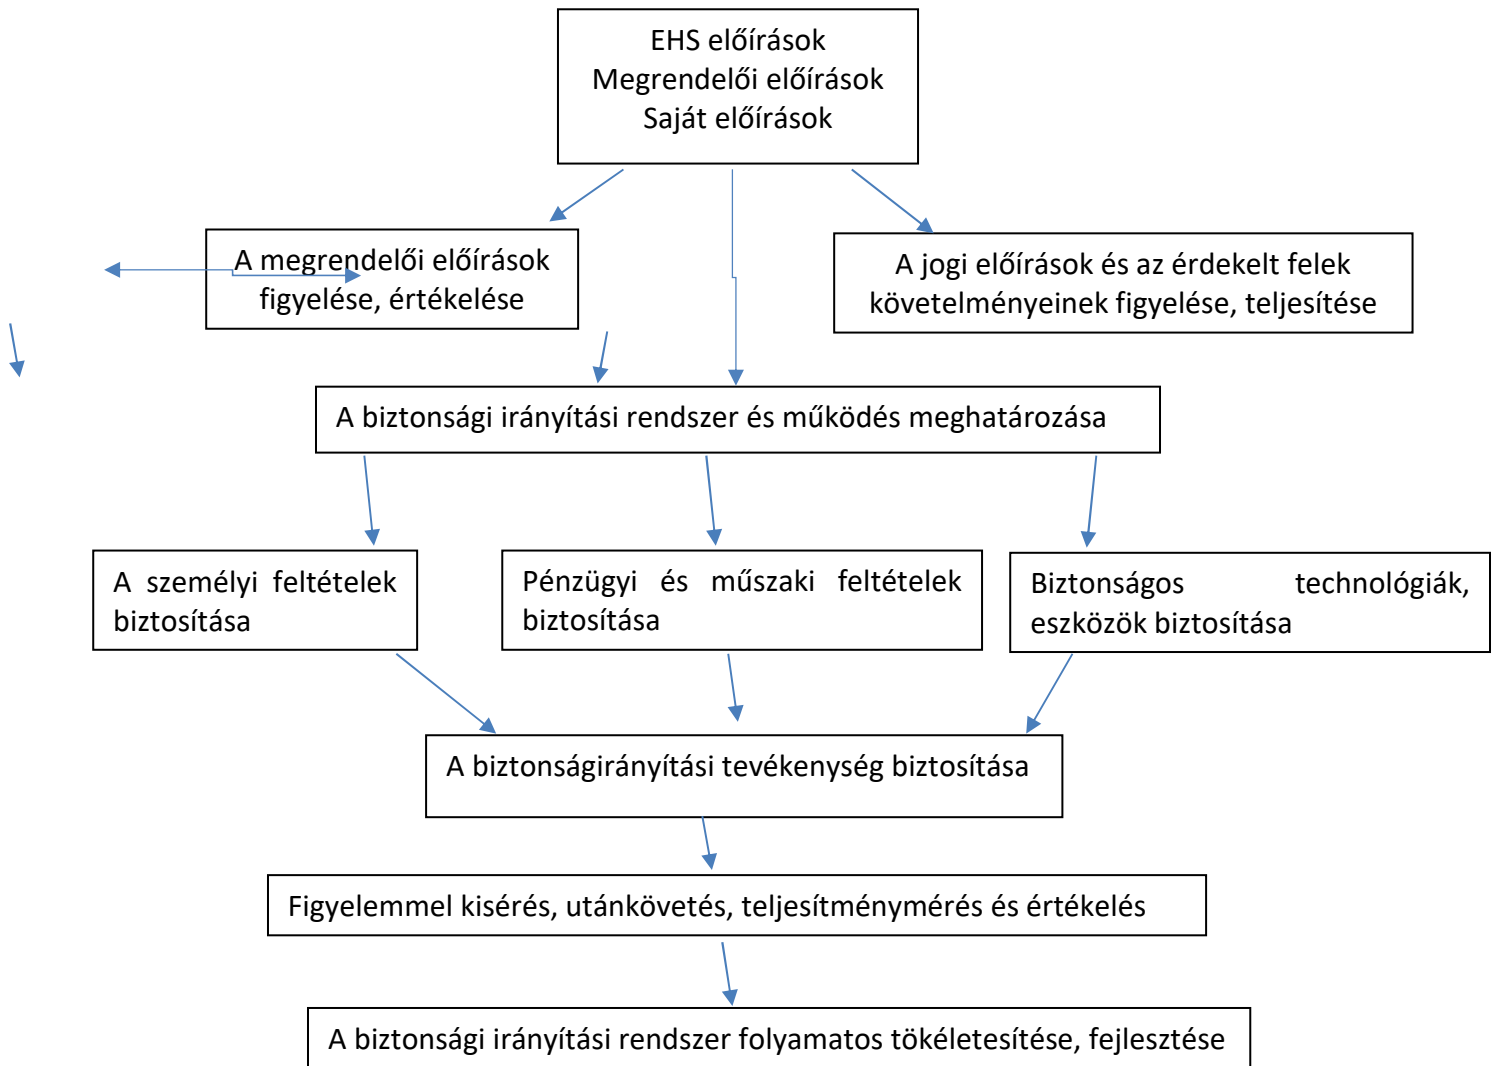 EHS előírások
Megrendelői előírások
Saját előírások
A megrendelői előírások
figyelése, értékelése
A jogi előírások és az érdekelt felek
követelményeinek figyelése, teljesítése
A biztonsági irányítási rendszer és működés meghatározása
A személyi feltételek
biztosítása
Pénzügyi és műszaki feltételek
biztosítása
Biztonságos technológiák,
eszközök biztosítása
A biztonságirányítási tevékenység biztosítása
Figyelemmel kisérés, utánkövetés, teljesítménymérés és értékelés
A biztonsági irányítási rendszer folyamatos tökéletesítése, fejlesztése